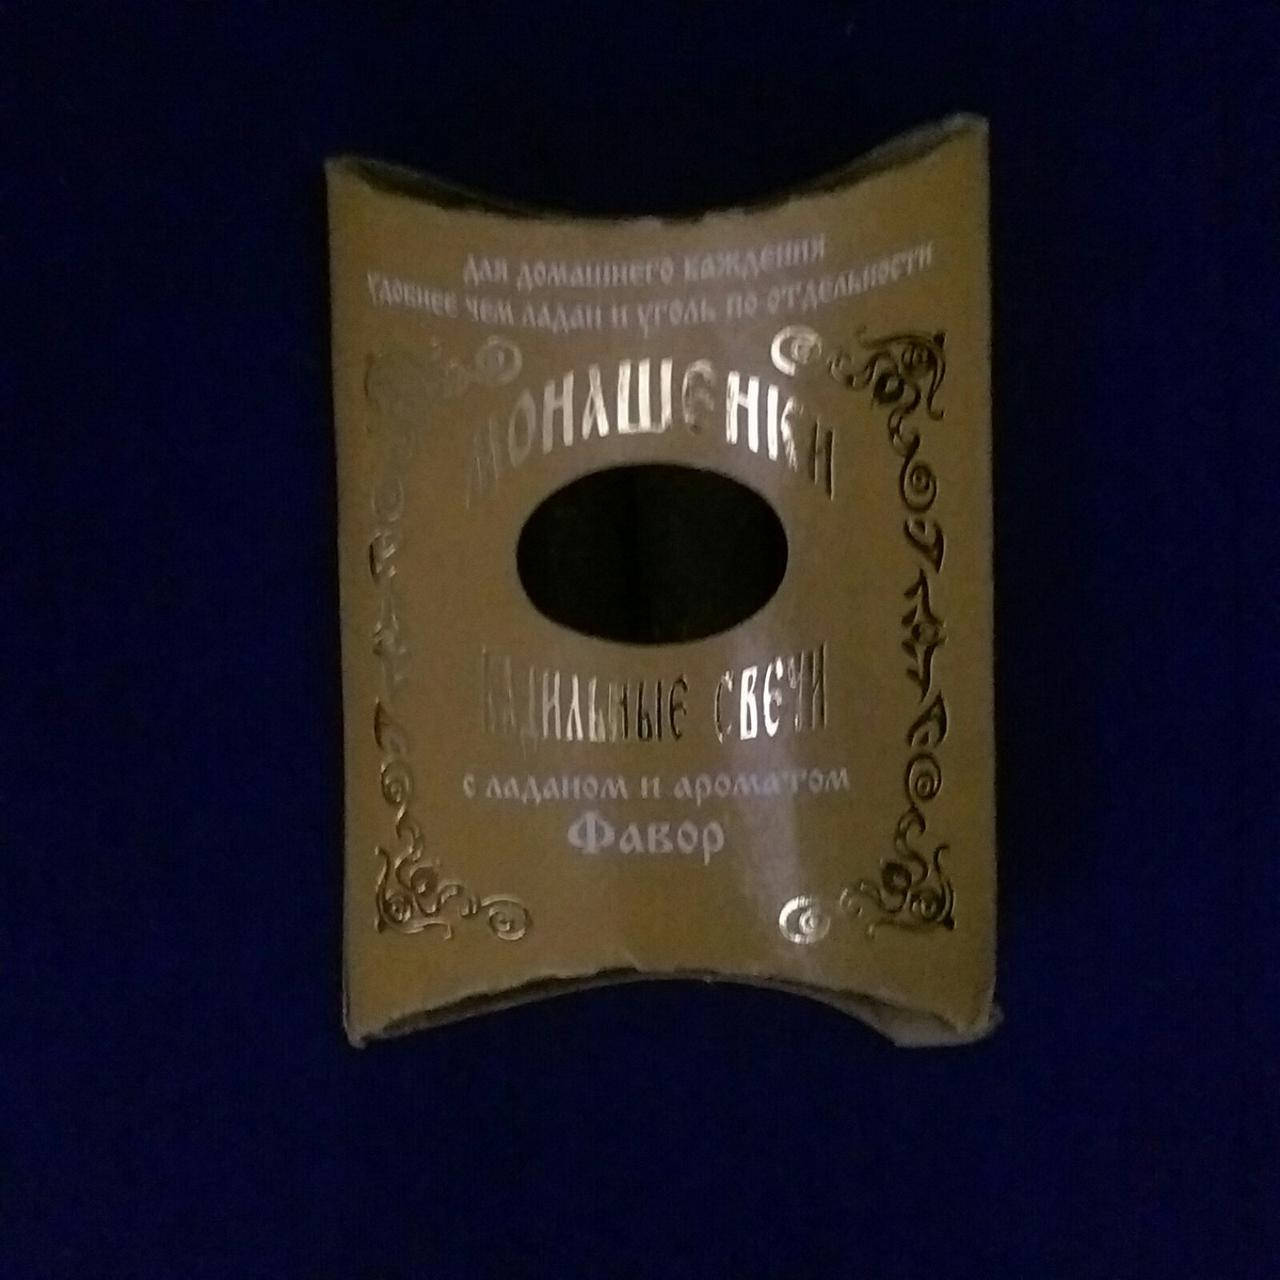 для домашнего каждения
удобнее чем ладан и уголь по отдельности
МОНАШЕНКИ
КАДИЛЬНЫЕ СВЕЧИ
с ладаном и ароматом
Фавор